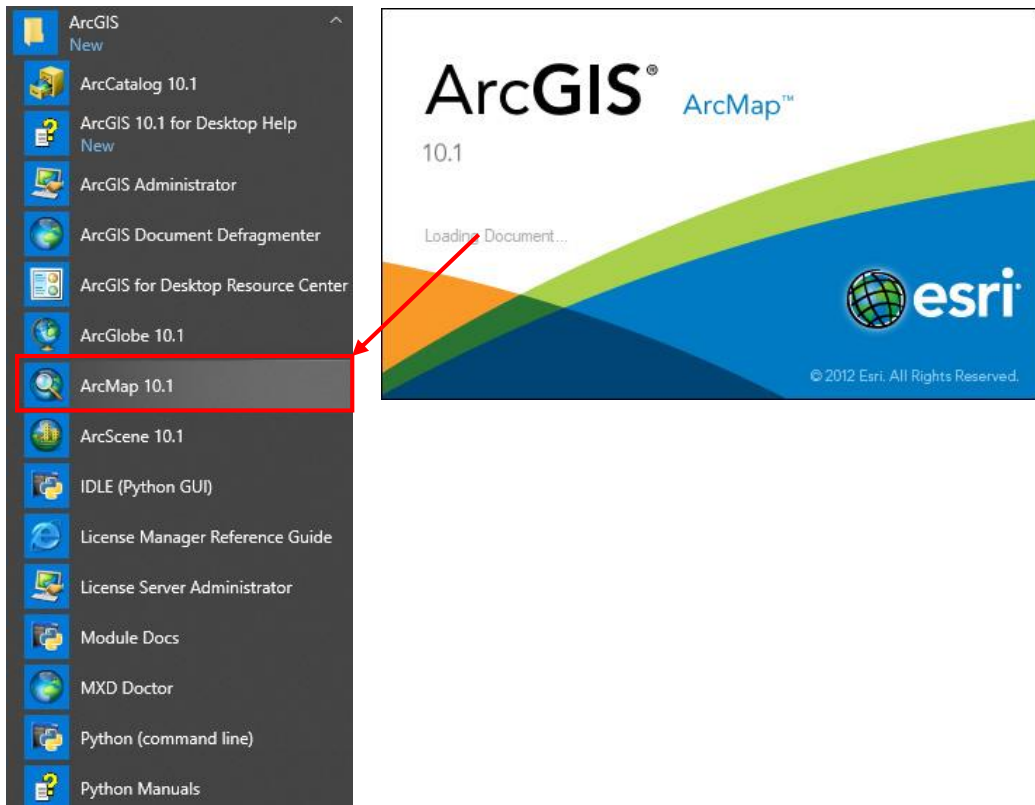 ArcGIS
New
ArcCatalog 10.1
ArcGIS 10.1 for Desktop Help
New
ArcGIS Administrator
ArcGIS Document Defragmenter
ArcGIS for Desktop Resource Center
ArcGlobe 10.1
ArcMap 10.1
ArcScene 10.1
IDLE (Python GUI)
License Manager Reference Guide
License Server Administrator
Module Docs
MXD Doctor
Python (command line)
Python Manuals
ArcGIS® ArcMap™
10.1
Loading Document...
esri
© 2012 Esri. All Rights Reserved.